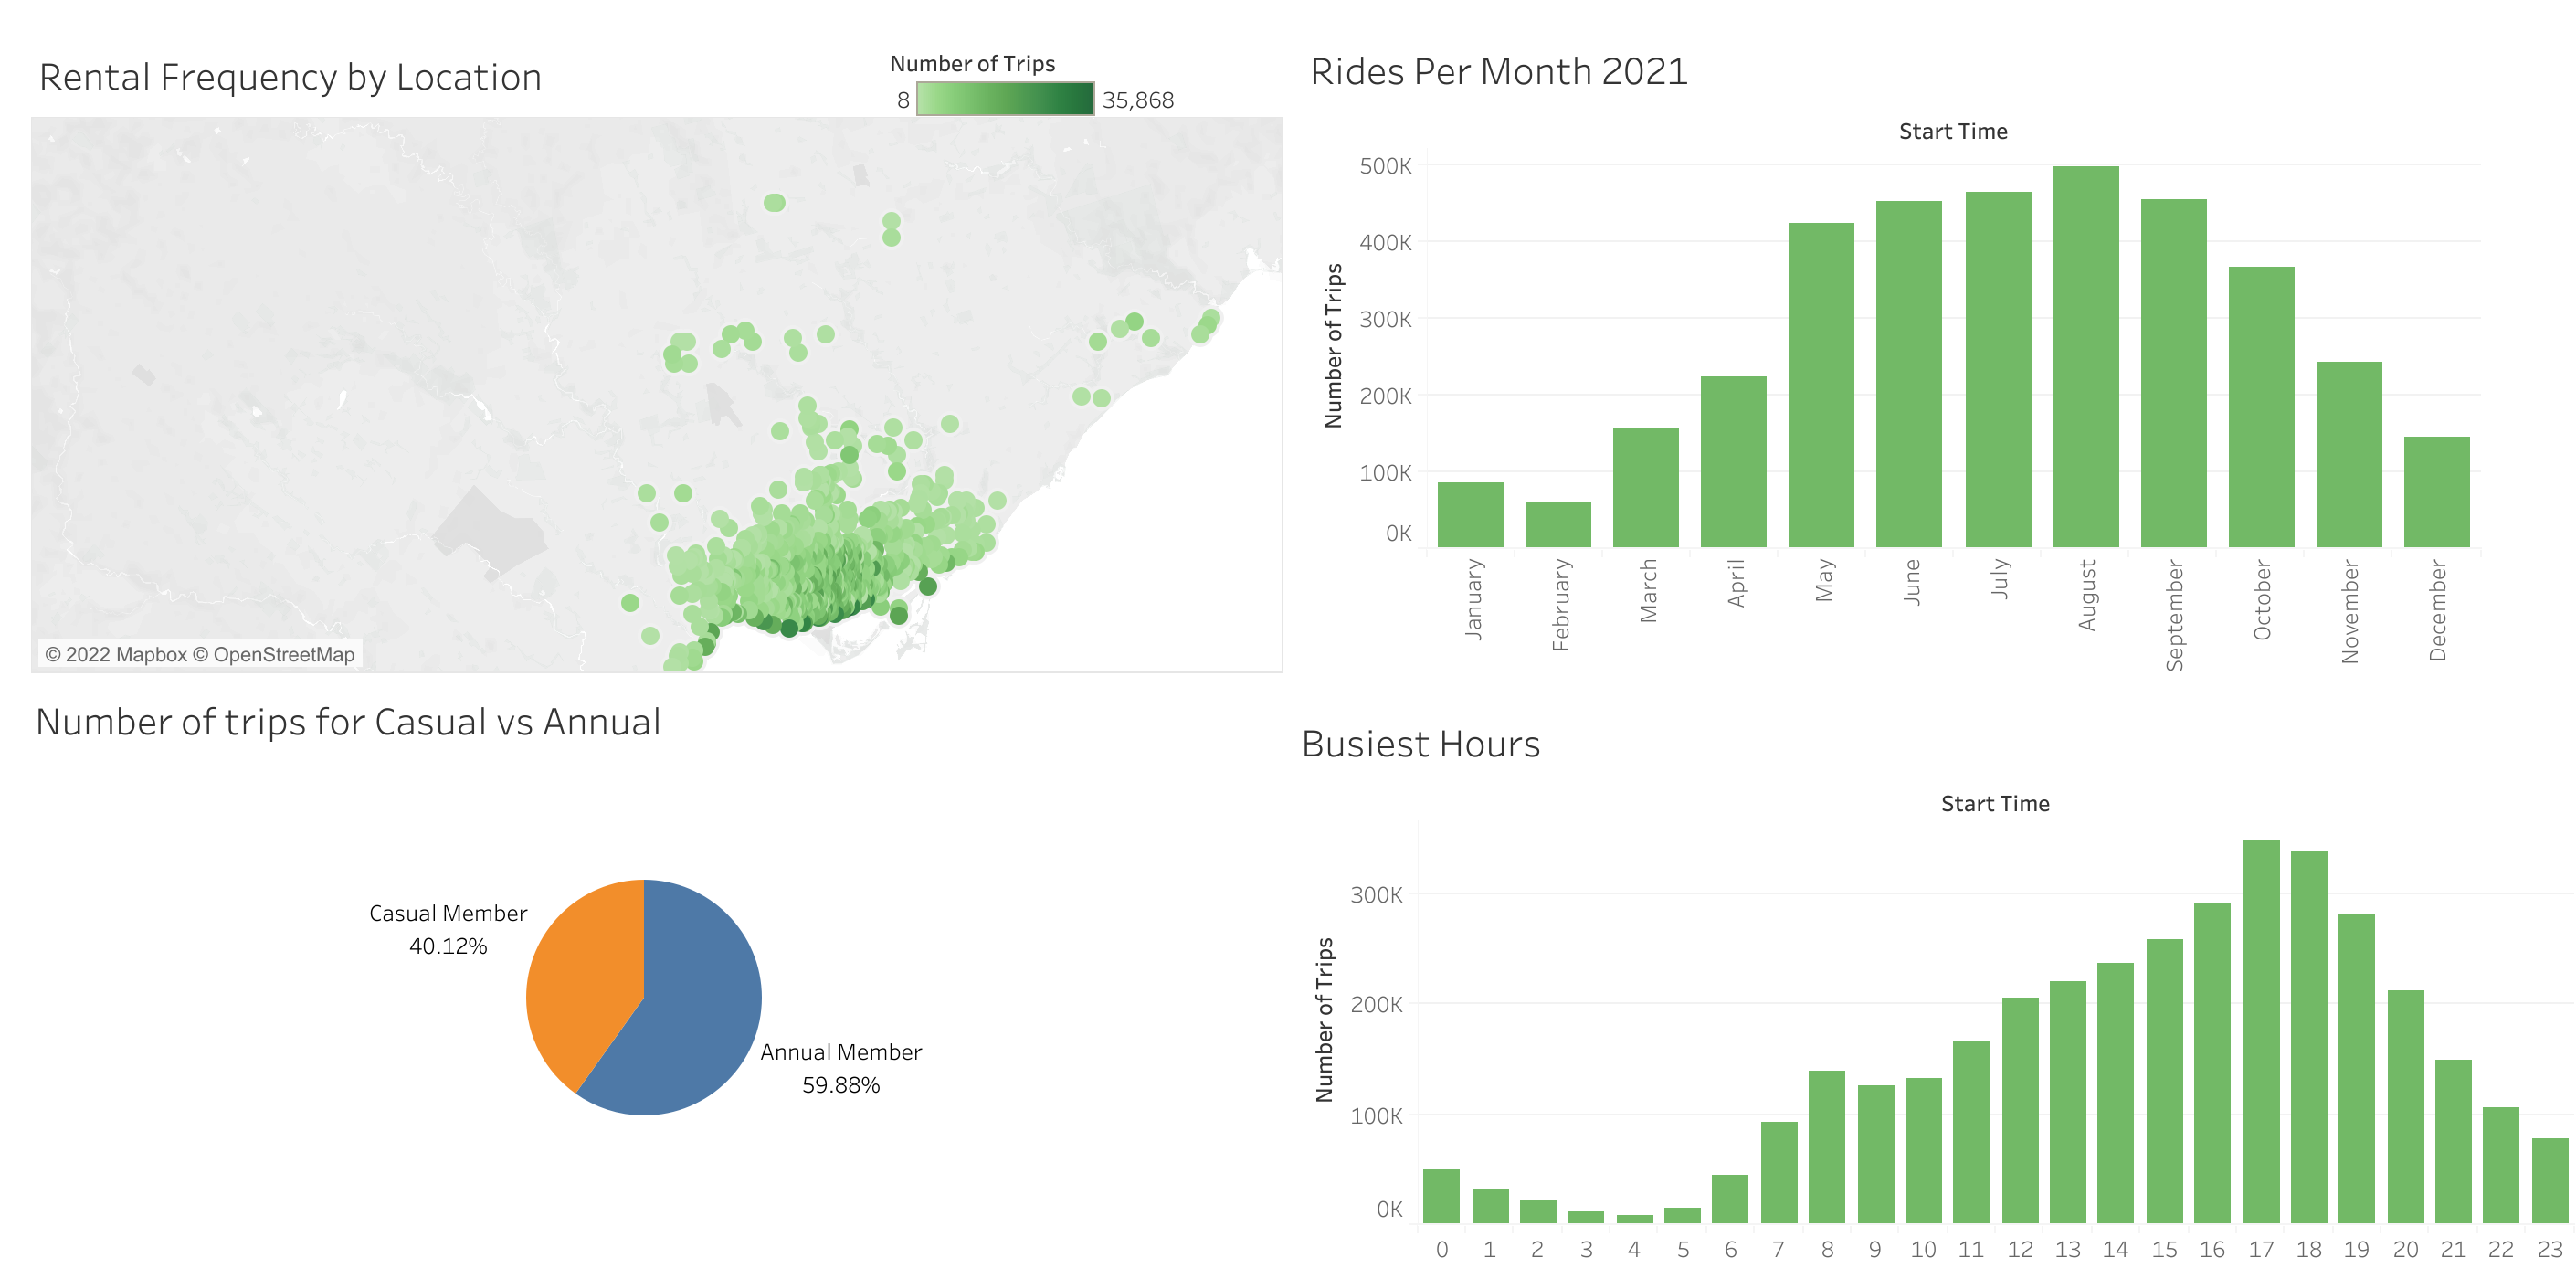 Rental Frequency by Location
Number of Trips
8 35,868
© 2022 Mapbox © OpenStreetMap
Rides Per Month 2021
Start Time
Number of Trips
500K
400K
300K
200K
100K
0K
January
February
March
April
May
June
July
August
September
October
November
December
Number of trips for Casual vs Annual
Casual Member
40.12%
Annual Member
59.88%
Busiest Hours
Start Time
Number of Trips
300K
200K
100K
0K
0 1 2 3 4 5 6 7 8 9 10 11 12 13 14 15 16 17 18 19 20 21 22 23